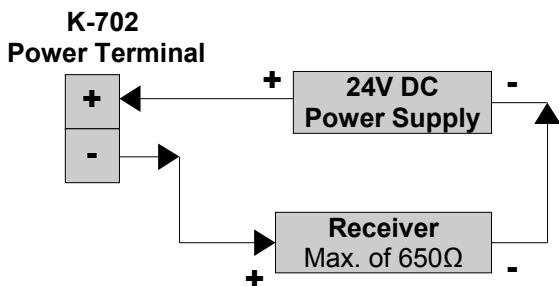 K-702
Power Terminal
+
-
+
24V DC
Power Supply
-
Receiver
Max. of 650Ω
+
-